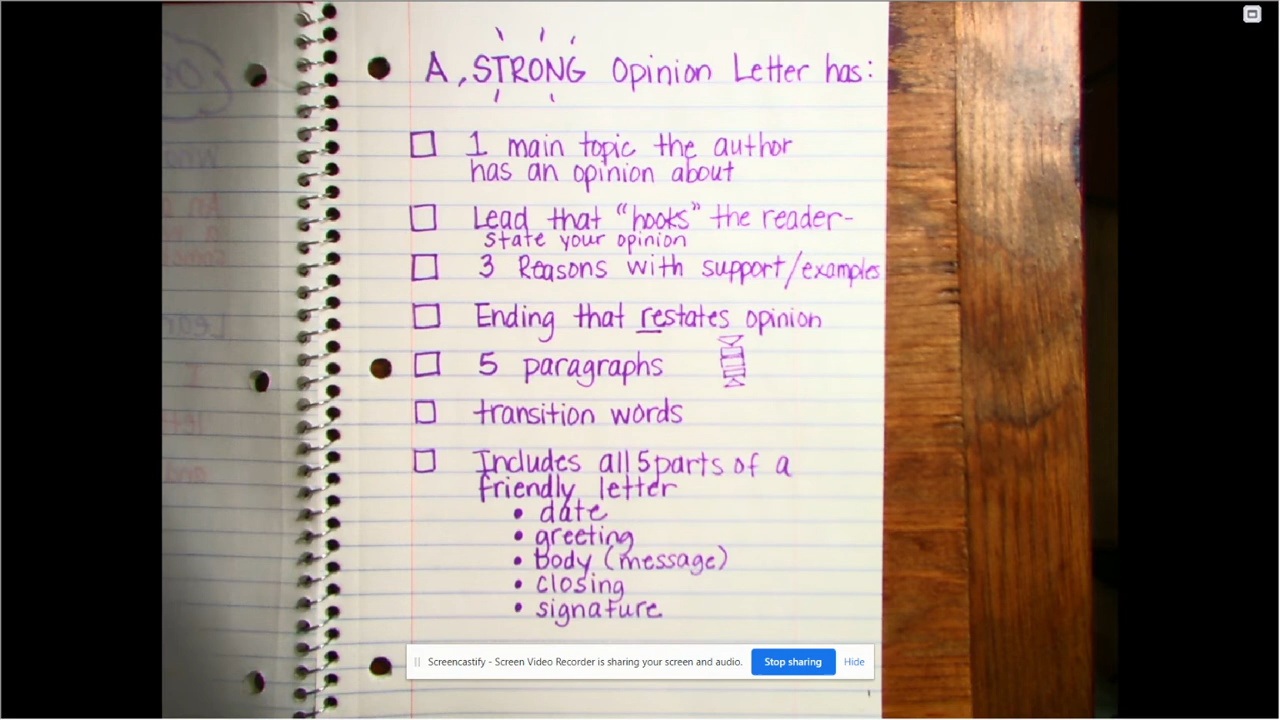 A STRONG Opinion Letter has:
1 main topic the author
has an opinion about
Lead that "hooks" the reader-
state your opinion
3 Reasons with support/examples
Ending that restates opinion
5 paragraphs
transition words
Includes all 5 parts of a
friendly letter
• date
• greeting
• Body (message)
• closing
• signature
Screencastify - Screen Video Recorder is sharing your screen and audio.
Stop sharing
Hide